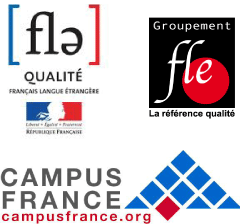 [flə]
QUALITÉ
FRANÇAIS LANGUE ÉTRANGÈRE
Liberté • Égalité • Fraternité
RÉPUBLIQUE FRANÇAISE
Groupement
fle
La référence qualité
CAMPUS
FRANCE
campusfrance.org